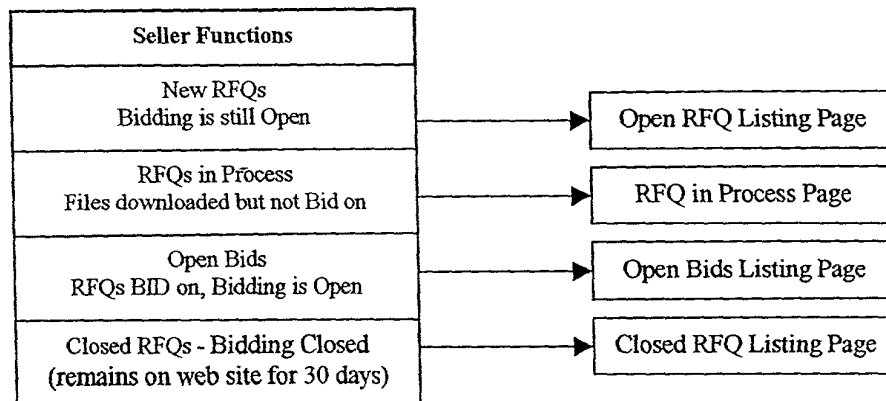 Seller Functions
New RFQs
Bidding is still Open
Open RFQ Listing Page
RFQs in Process
Files downloaded but not Bid on
RFQ in Process Page
Open Bids
RFQs BID on, Bidding is Open
Open Bids Listing Page
Closed RFQs - Bidding Closed
(remains on web site for 30 days)
Closed RFQ Listing Page